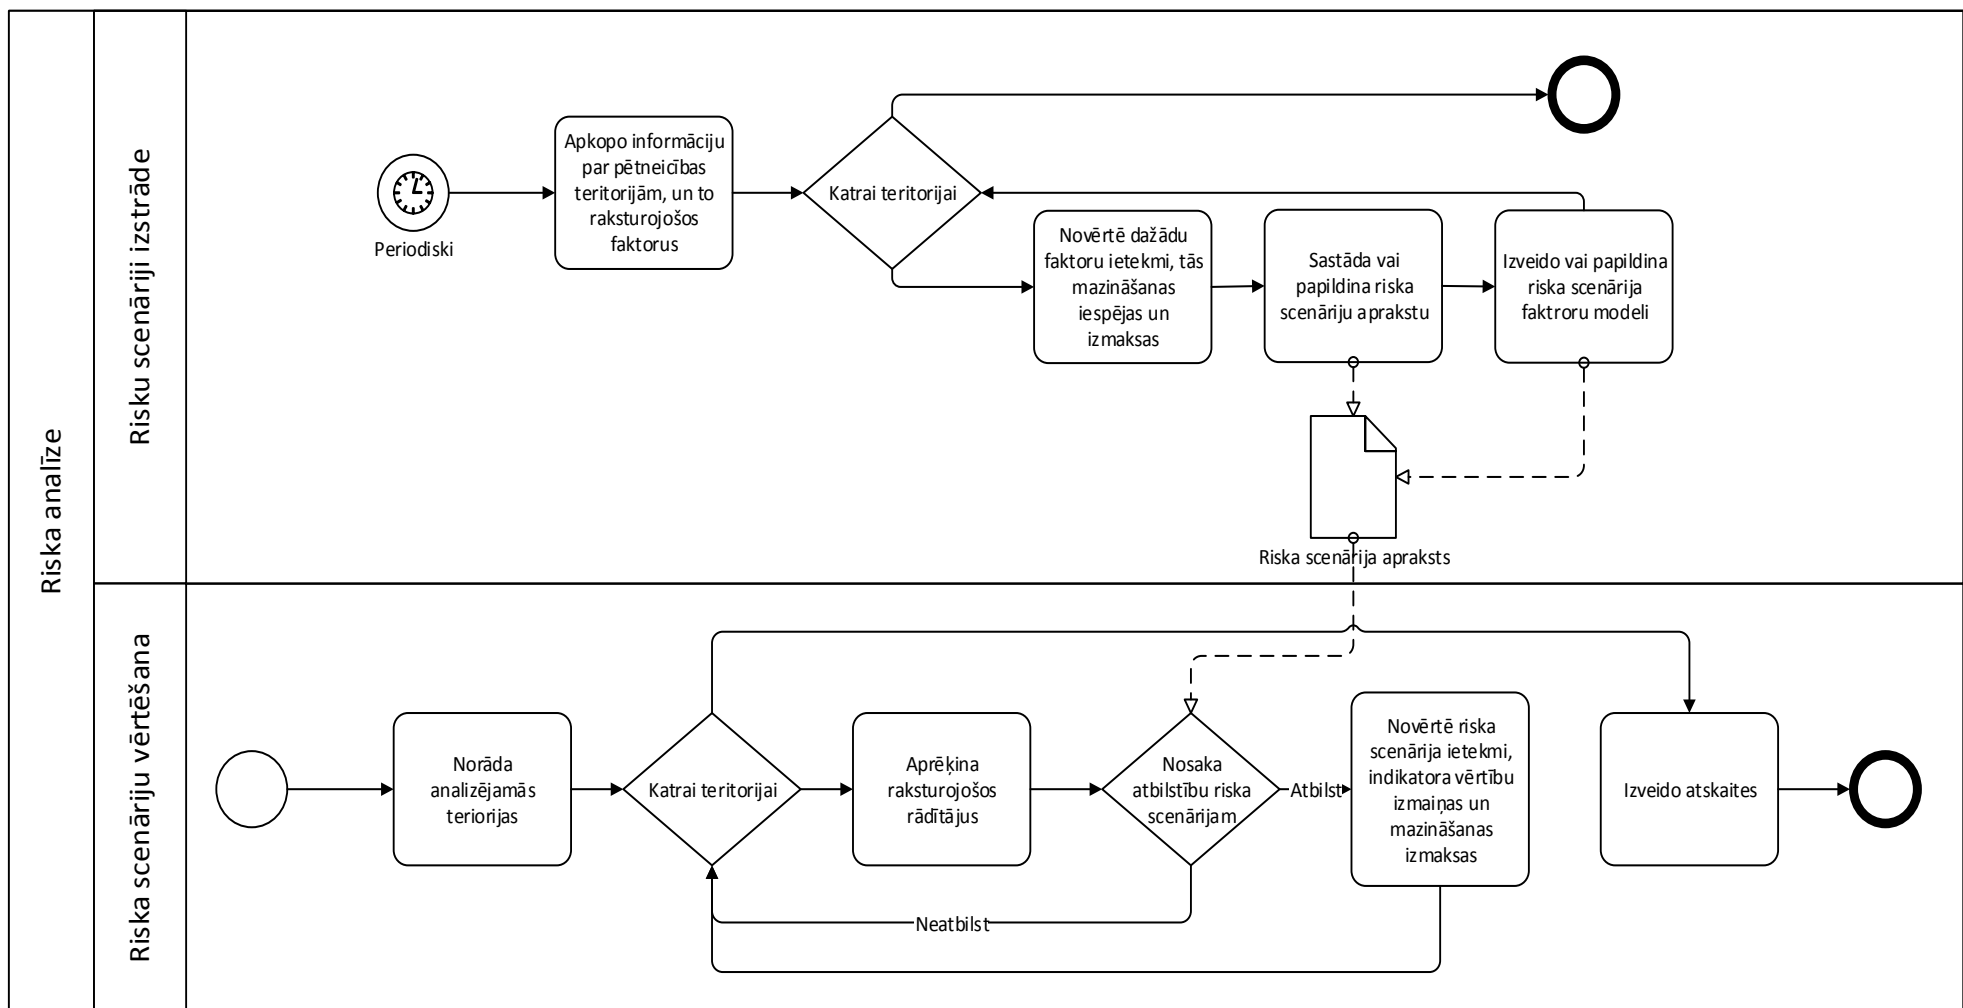 Riska analīze
Risku scenāriji izstrāde
Periodiski
Apkopo informāciju
par pētneicības
teritorijām, un to
raksturojošos
faktorus
Katrai teritorijai
Novērtē dažādu
faktoru ietekmi, tās
mazināšanas
iespējas un
izmaksas
Sastāda vai
papildina riska
scenāriju aprakstu
Izveido vai papildina
riska scenārija
faktroru modeli
Riska scenārija apraksts
Riska scenāriju vērtēšana
Norāda
analizējamās
teriorijas
Katrai teritorijai
Aprēķina
raksturojošos
rādītājus
Nosaka
atbilstību riska
scenārijam
Atbilst
Novērtē riska
scenārija ietekmi,
indikatora vērtību
izmaiņas un
mazināšanas
izmaksas
Izveido atskaites
Neatbilst